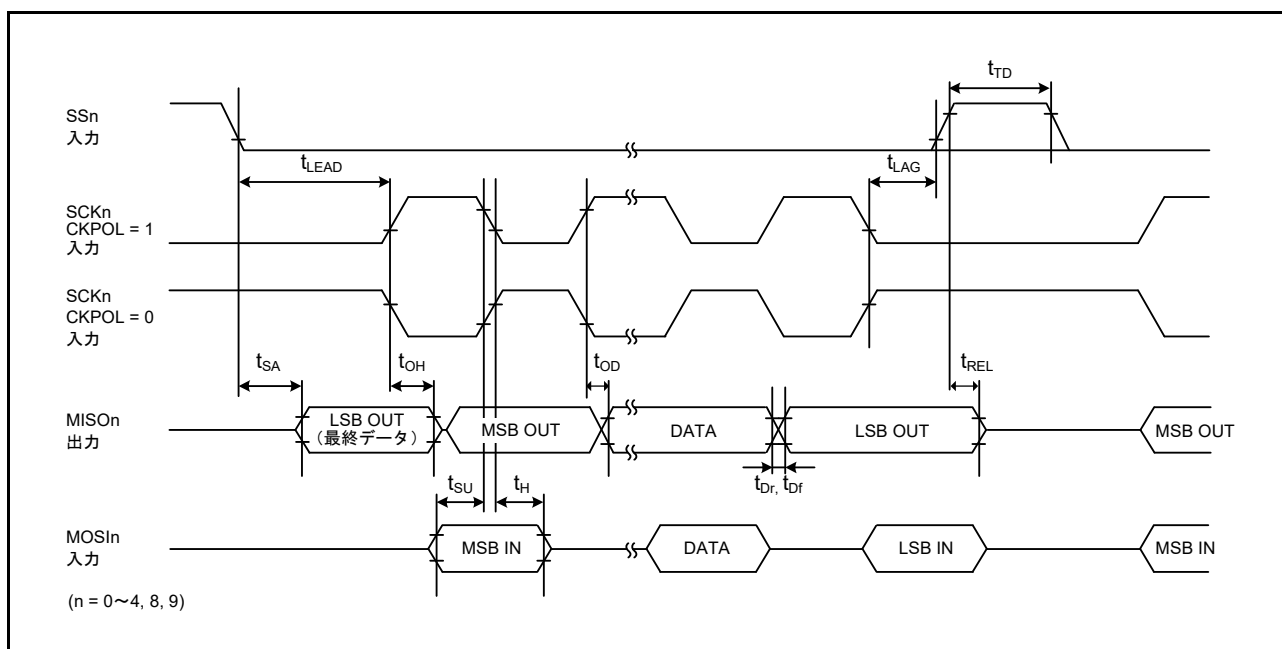 tTD
SSn
入力
tLEAD
tLAG
SCKn
CKPOL = 1
入力
SCKn
CKPOL = 0
入力
tSA
tOH
tOD
tREL
MISOn
出力
LSB OUT
(最終データ)
MSB OUT
DATA
LSB OUT
MSB OUT
tSU
tH
tDr, tDf
MOSIn
入力
MSB IN
DATA
LSB IN
MSB IN
(n = 0～4, 8, 9)